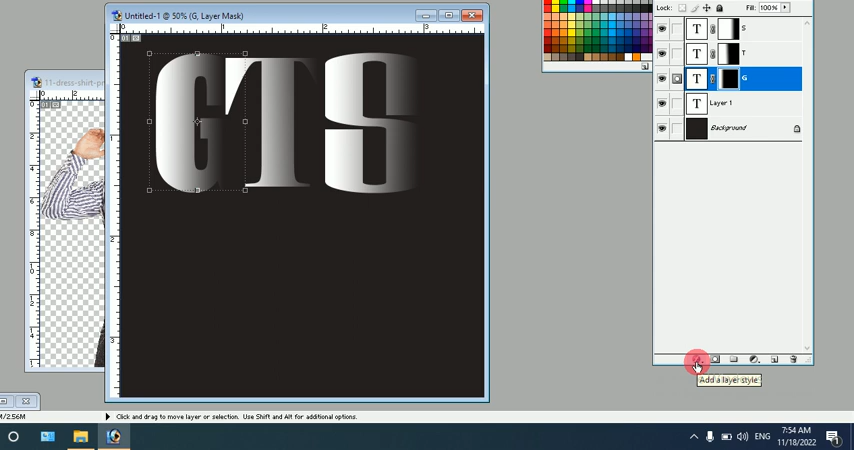 Untitled-1 @ 50% (G, Layer Mask)
11-dress-shirt-pr
GTS
Lock:
Fill: 100%
T S
T T
T G
T Layer 1
T Background
Add a layer style
M/2.56M
Click and drag to move layer or selection. Use Shift and Alt for additional options.
ENG
7:54 AM
11/18/2022